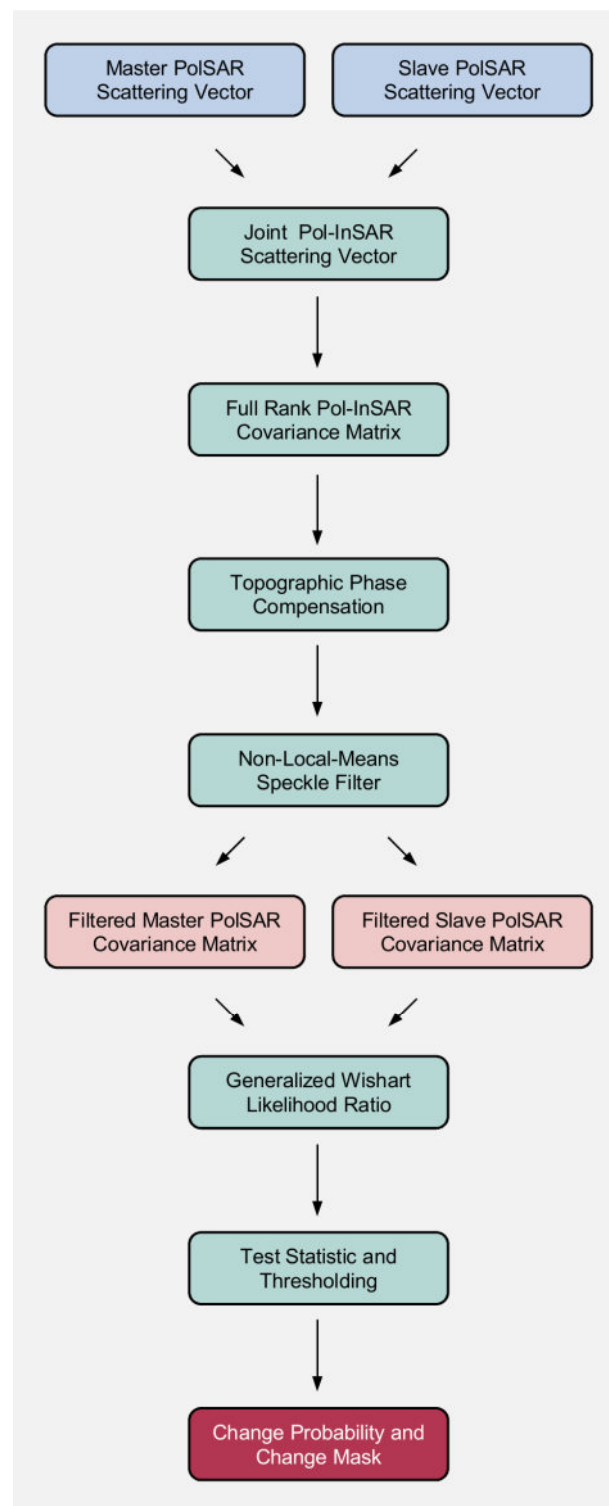 Master PolSAR
Scattering Vector
Slave PolSAR
Scattering Vector
Joint Pol-InSAR
Scattering Vector
Full Rank Pol-InSAR
Covariance Matrix
Topographic Phase
Compensation
Non-Local-Means
Speckle Filter
Filtered Master PolSAR
Covariance Matrix
Filtered Slave PolSAR
Covariance Matrix
Generalized Wishart
Likelihood Ratio
Test Statistic and
Thresholding
Change Probability and
Change Mask